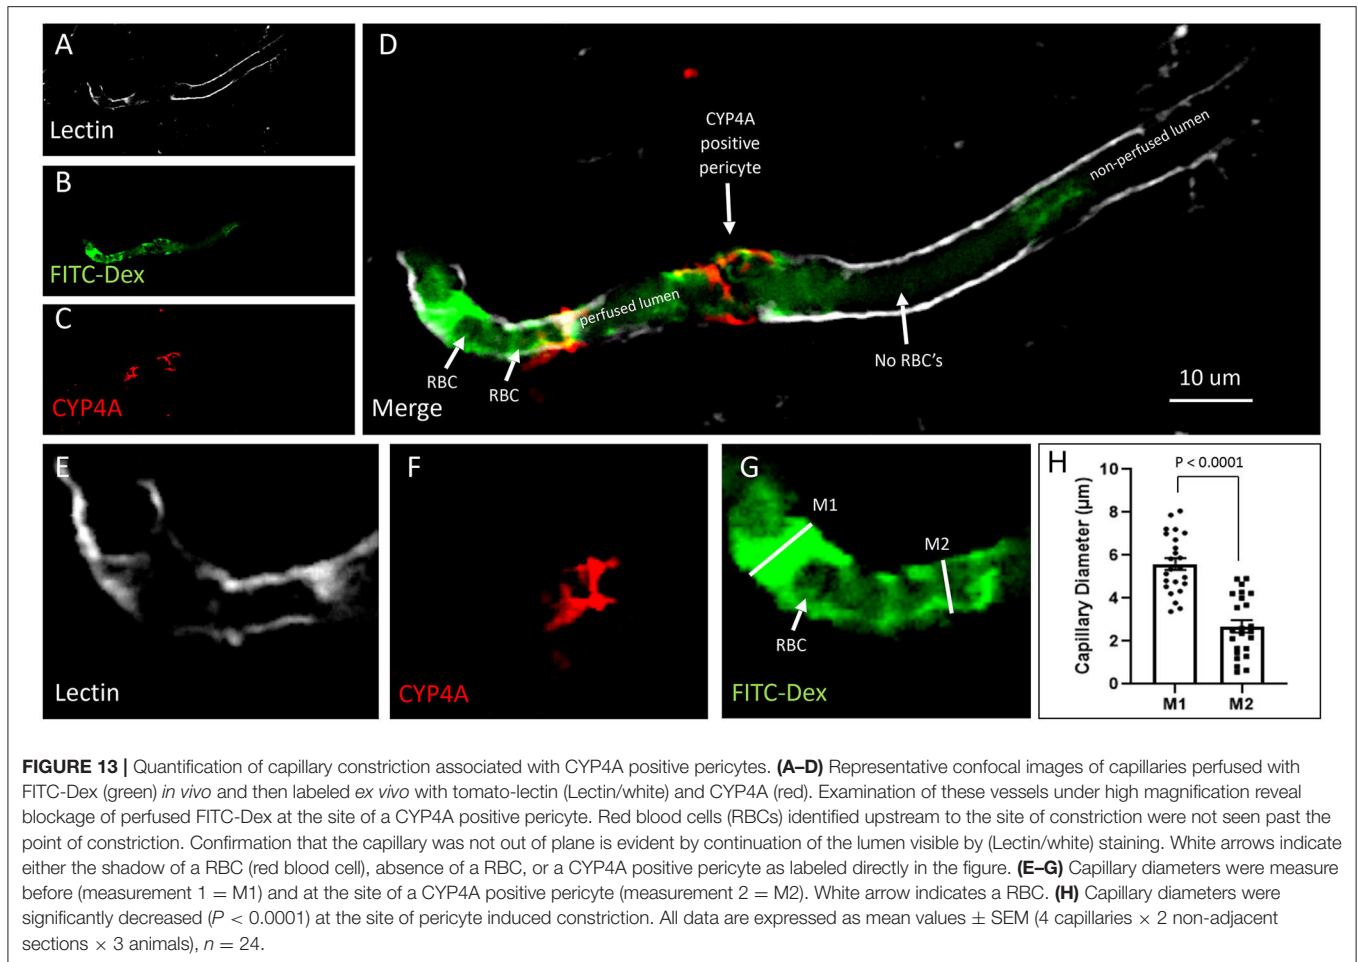 A
Lectin
B
FITC-Dex
C
CYP4A
D
CYP4A
positive
pericyte
non-perfused lumen
perfused lumen
RBC
RBC
No RBC's
10 um
Merge
E
Lectin
F
CYP4A
G
M1
M2
RBC
FITC-Dex
H
P < 0.0001
Capillary Diameter (µm)
10
8
6
4
2
0
M1
M2
FIGURE 13 | Quantification of capillary constriction associated with CYP4A positive pericytes. (A–D) Representative confocal images of capillaries perfused with
FITC-Dex (green) in vivo and then labeled ex vivo with tomato-lectin (Lectin/white) and CYP4A (red). Examination of these vessels under high magnification reveal
blockage of perfused FITC-Dex at the site of a CYP4A positive pericyte. Red blood cells (RBCs) identified upstream to the site of constriction were not seen past the
point of constriction. Confirmation that the capillary was not out of plane is evident by continuation of the lumen visible by (Lectin/white) staining. White arrows indicate
either the shadow of a RBC (red blood cell), absence of a RBC, or a CYP4A positive pericyte as labeled directly in the figure. (E–G) Capillary diameters were measure
before (measurement 1 = M1) and at the site of a CYP4A positive pericyte (measurement 2 = M2). White arrow indicates a RBC. (H) Capillary diameters were
significantly decreased (P < 0.0001) at the site of pericyte induced constriction. All data are expressed as mean values ± SEM (4 capillaries × 2 non-adjacent
sections × 3 animals), n = 24.